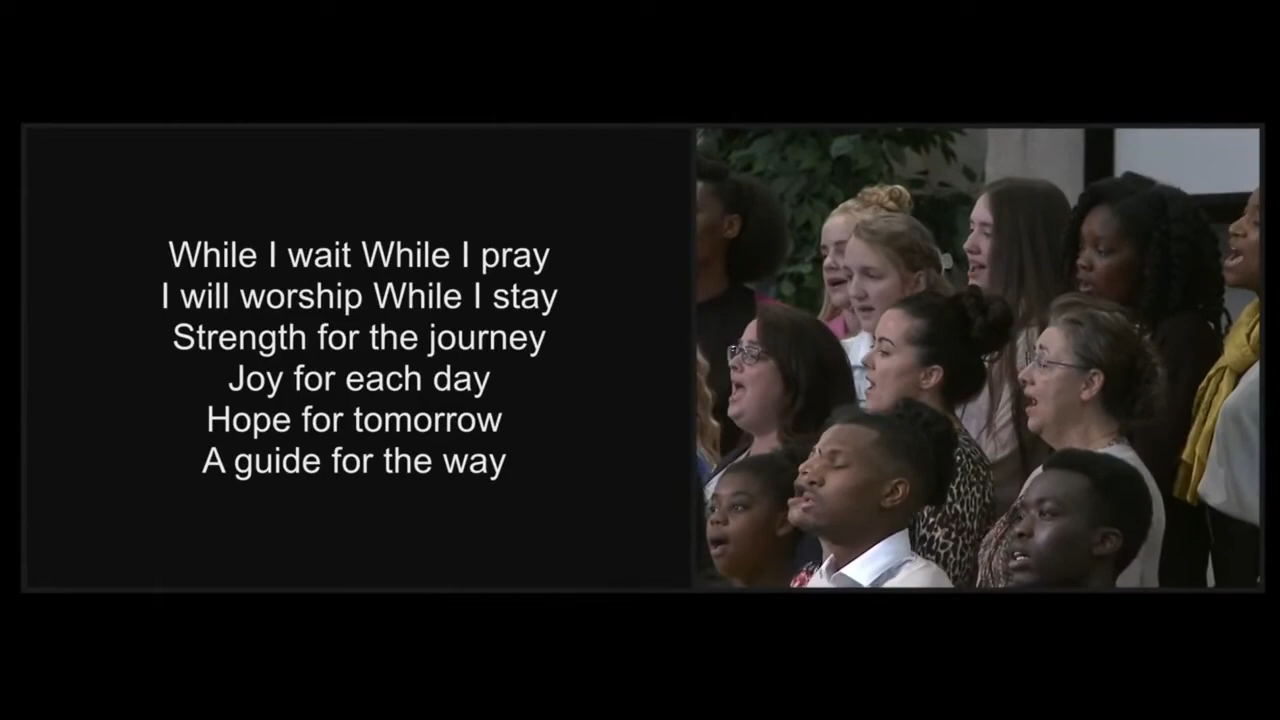 While I wait While I pray
I will worship While I stay
Strength for the journey
Joy for each day
Hope for tomorrow
A guide for the way